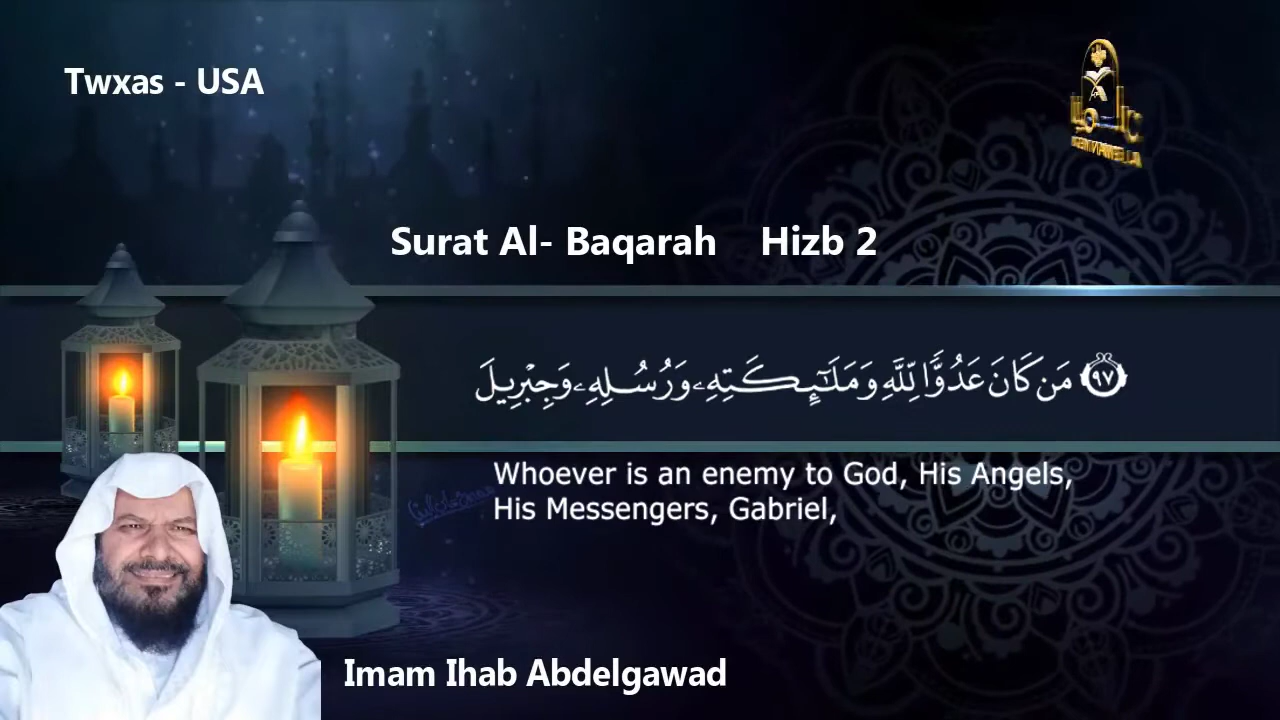 Twxas - USA
Surat Al- Baqarah Hizb 2
﴿٩٧﴾ مَن كَانَ عَدُوًّا لِّلَّهِ وَمَلَٰٓئِكَتِهِۦ وَرُسُلِهِۦ وَجِبْرِيلَ
Whoever is an enemy to God, His Angels,
His Messengers, Gabriel,
Imam Ihab Abdelgawad